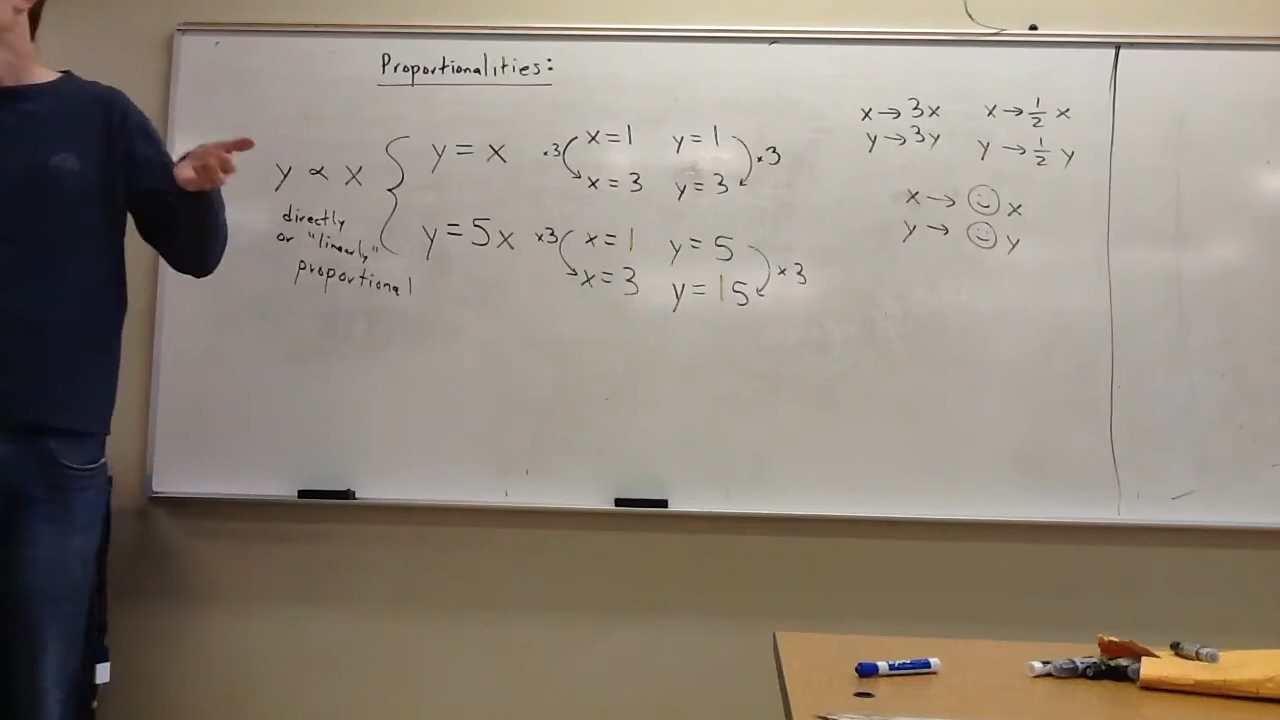 Proportionalities:
y ∝ x
directly
or "linearly"
proportional
y = x
×3
x = 1 y = 1
x = 3 y = 3
×3
y = 5x
×3
x = 1 y = 5
x = 3 y = 15
×3
x → 3x
y → 3y
x → 1/2 x
y → 1/2 y
x → ☺ x
y → ☺ y